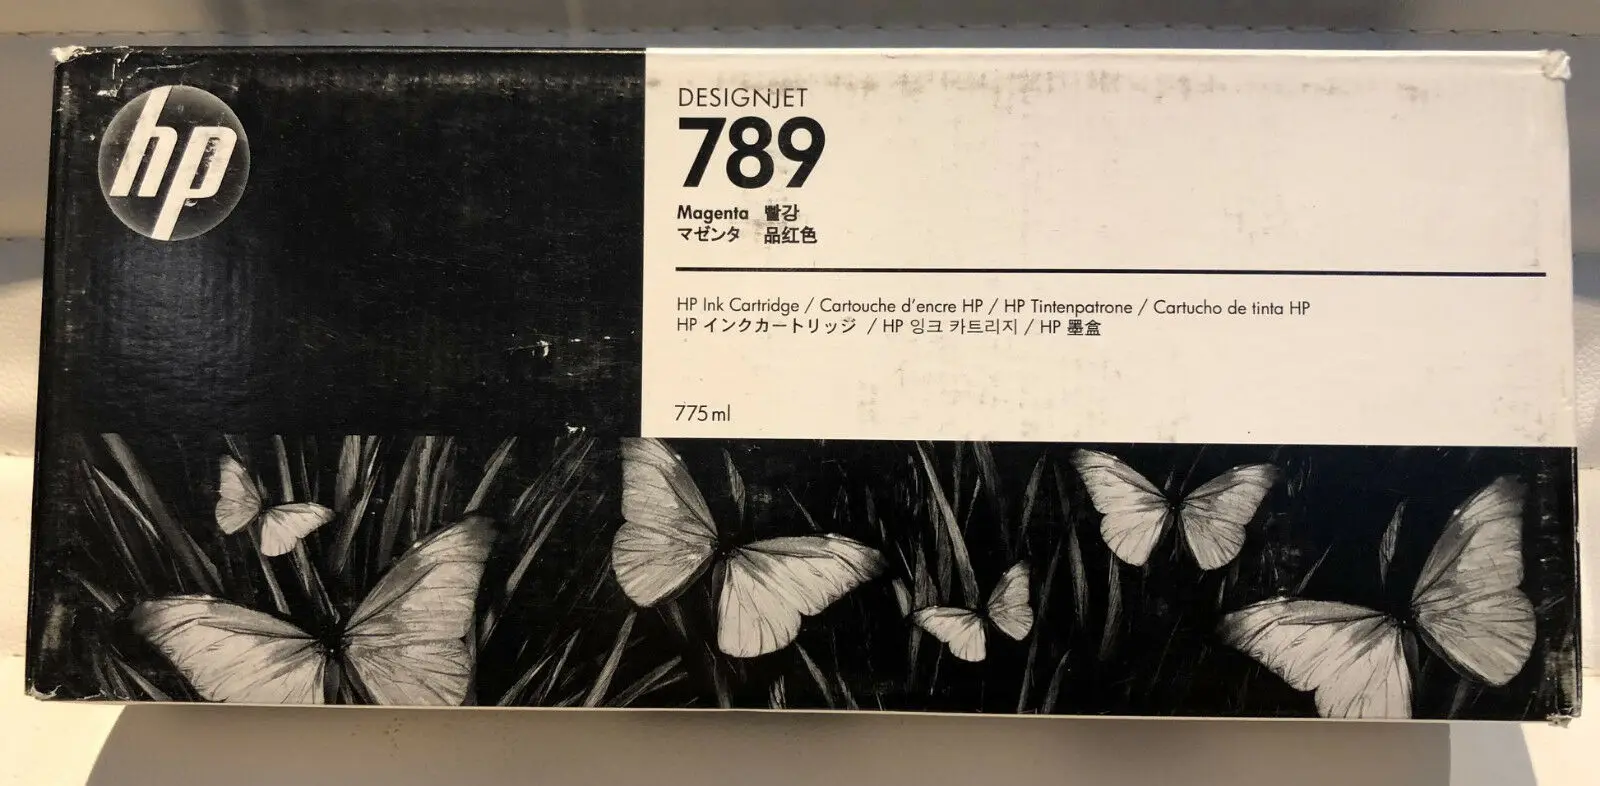 hp
DESIGNJET
789
Magenta 빨강
マゼンタ 品红色
HP Ink Cartridge / Cartouche d'encre HP / HP Tintenpatrone / Cartucho de tinta HP
HP インクカートリッジ / HP 잉크 카트리지 / HP 墨盒
775 ml